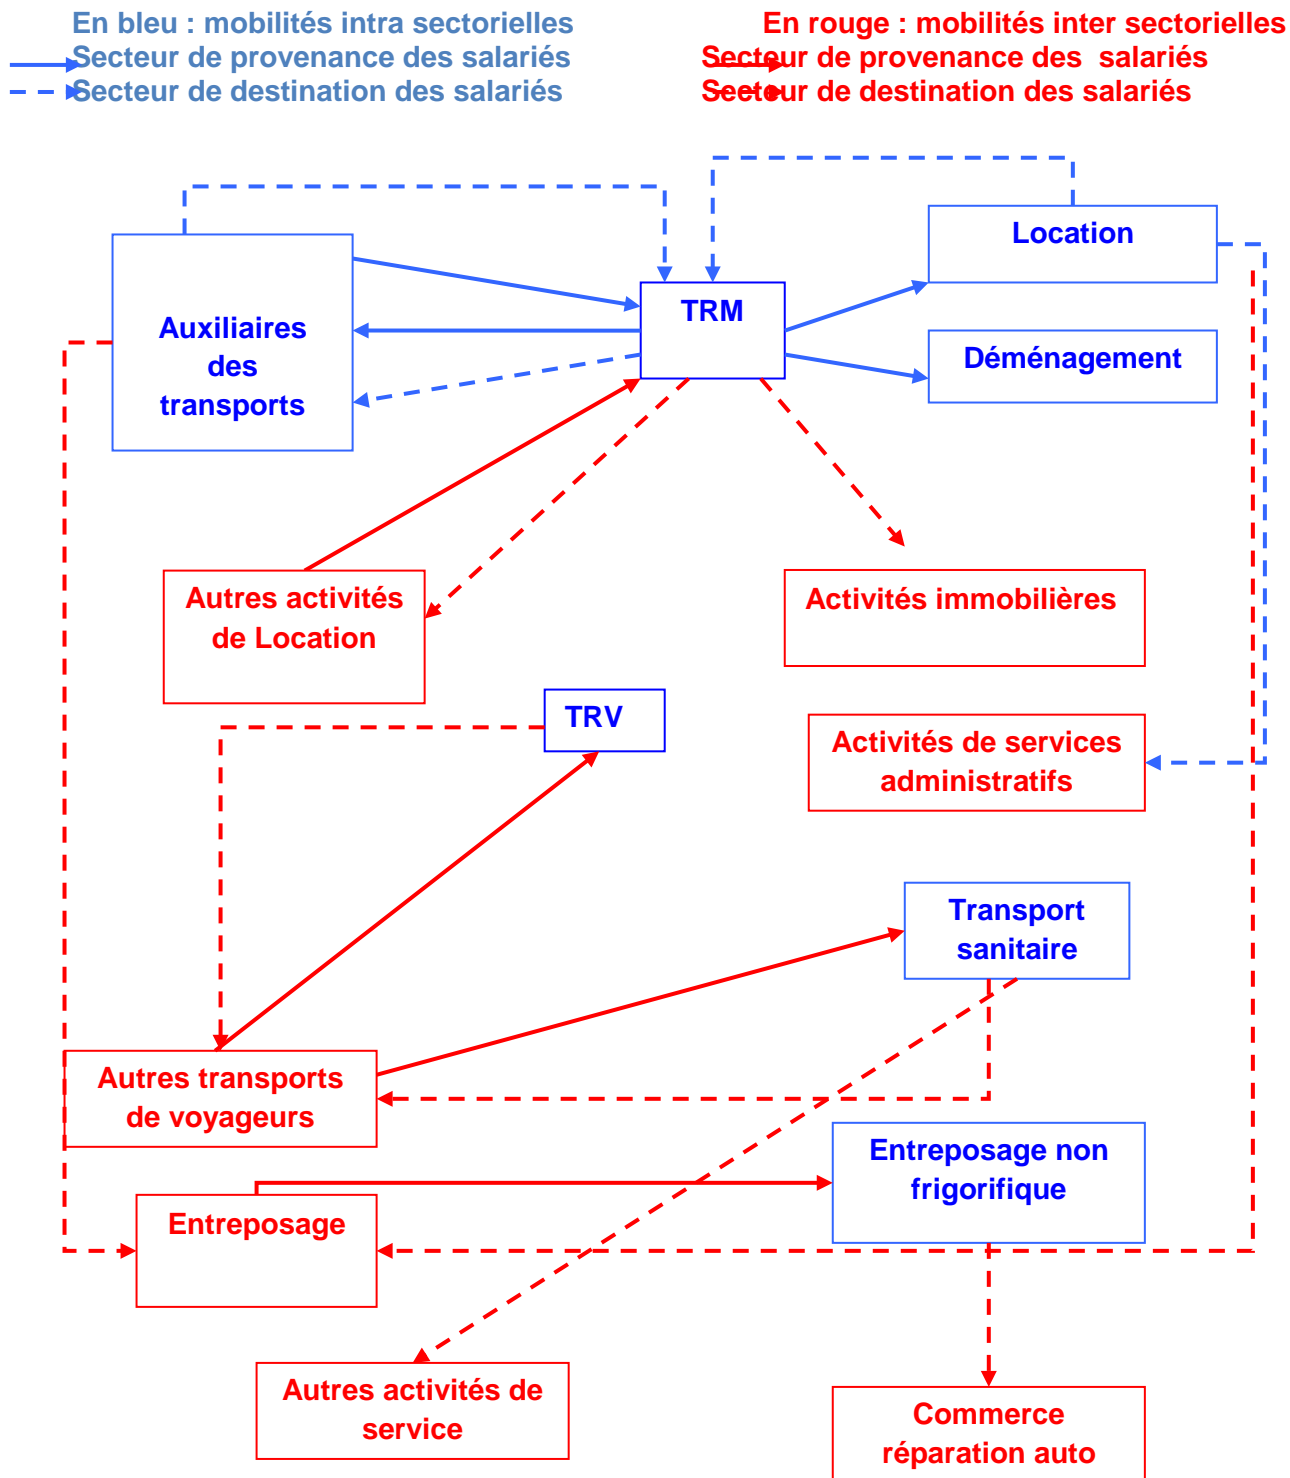 En bleu : mobilités intra sectorielles
Secteur de provenance des salariés
Secteur de destination des salariés
En rouge : mobilités inter sectorielles
Secteur de provenance des  salariés
Secteur de destination des salariés
Location
TRM
Auxiliaires
des
transports
Déménagement
Autres activités
de Location
Activités immobilières
TRV
Activités de services
administratifs
Transport
sanitaire
Autres transports
de voyageurs
Entreposage non
frigorifique
Entreposage
Autres activités de
service
Commerce
réparation auto